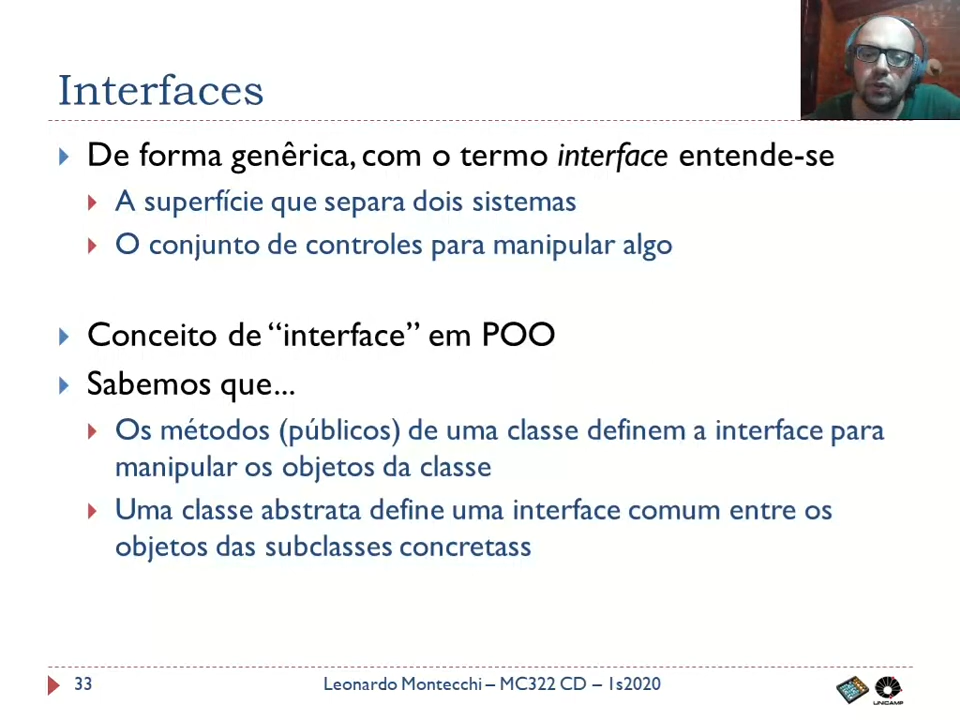 Interfaces
De forma genêrica, com o termo interface entende-se
A superfície que separa dois sistemas
O conjunto de controles para manipular algo
Conceito de “interface” em POO
Sabemos que...
Os métodos (públicos) de uma classe definem a interface para
manipular os objetos da classe
Uma classe abstrata define uma interface comum entre os
objetos das subclasses concretass
33
Leonardo Montecchi – MC322 CD – 1s2020
UNICAMP